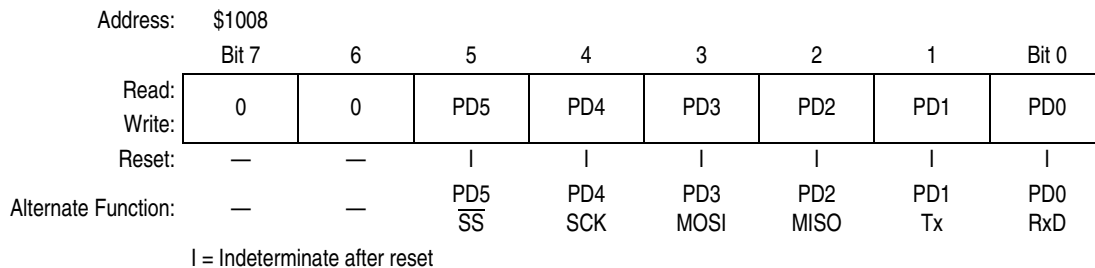 Address: $1008
Bit 7 6 5 4 3 2 1 Bit 0
Read: 
Write: 0 0 PD5 PD4 PD3 PD2 PD1 PD0
Reset: — — I I I I I I
Alternate Function: — — PD5 PD4 PD3 PD2 PD1 PD0
SS SCK MOSI MISO Tx RxD
I = Indeterminate after reset